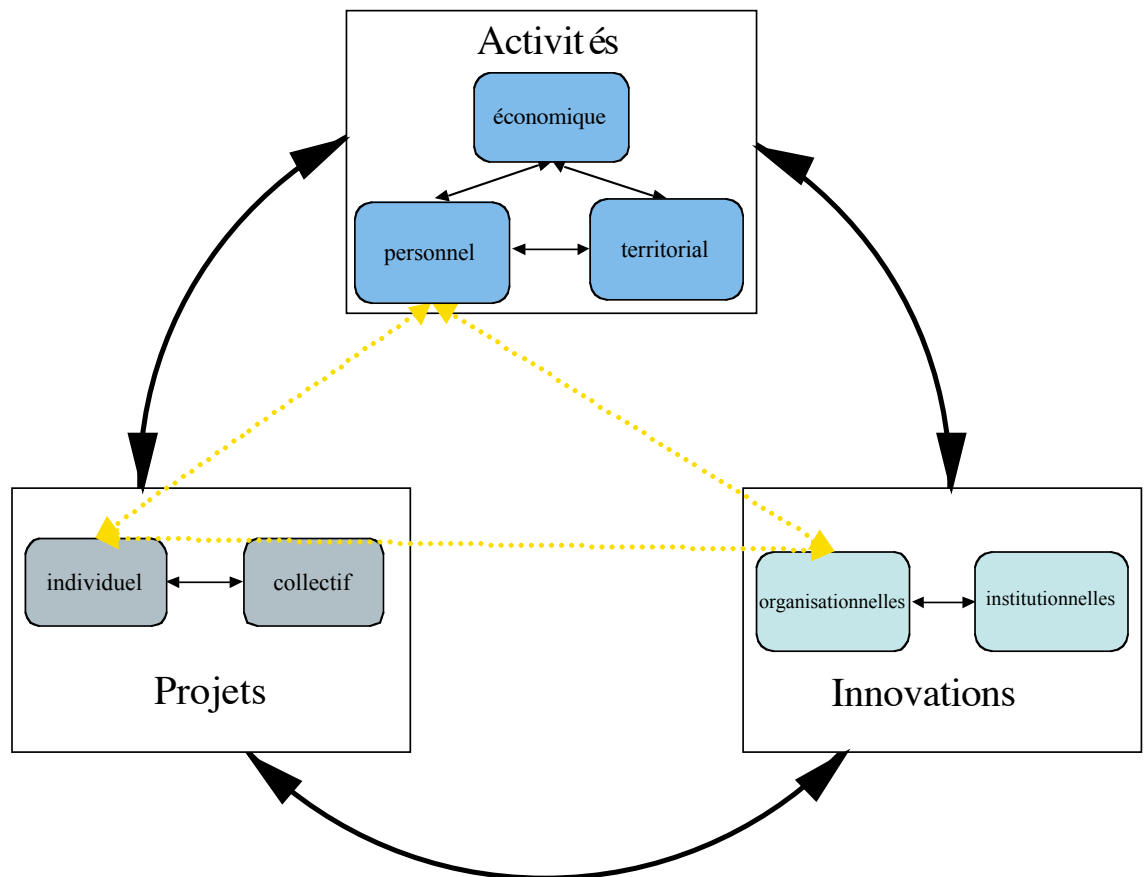 Activités
économique
personnel
territorial
individuel
collectif
Projets
organisationnelles
institutionnelles
Innovations